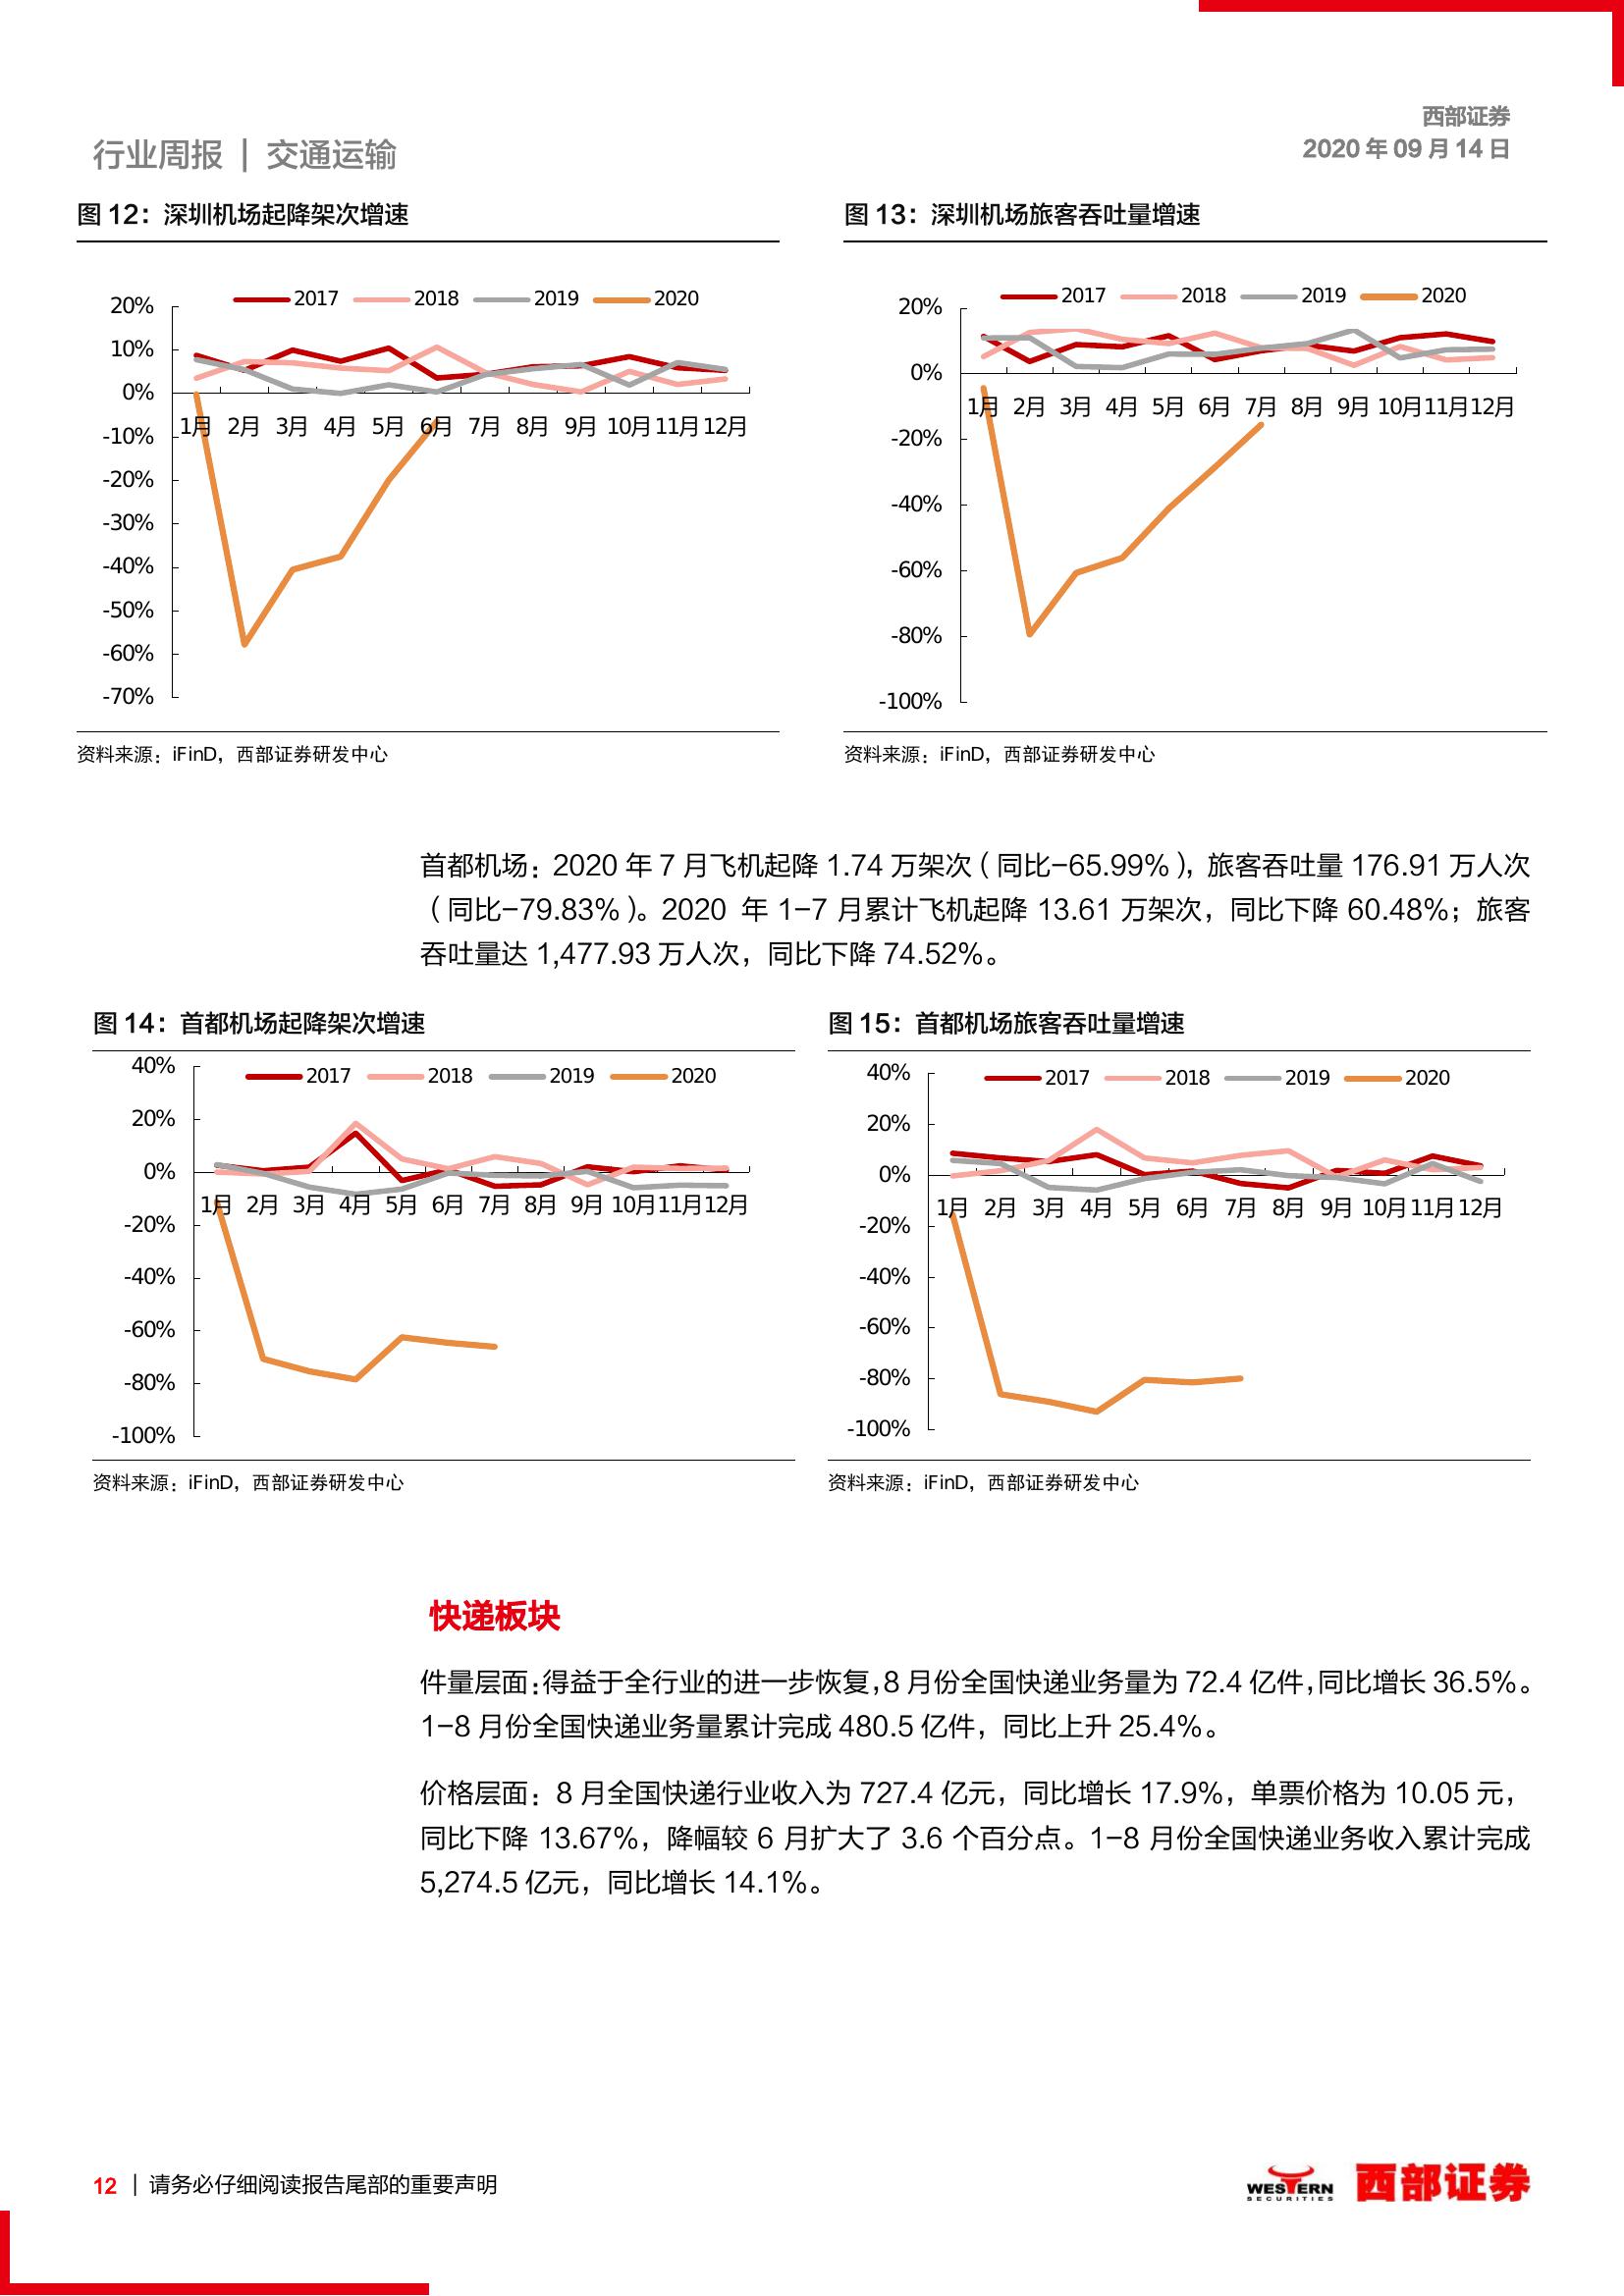 西部证券
2020 年 09 月 14 日
行业周报 | 交通运输
图 12：深圳机场起降架次增速
2017 2018 2019 2020
20%
10%
0%
-10%
-20%
-30%
-40%
-50%
-60%
-70%
1月 2月 3月 4月 5月 6月 7月 8月 9月 10月 11月 12月
资料来源：iFinD，西部证券研发中心
图 13：深圳机场旅客吞吐量增速
2017 2018 2019 2020
20%
0%
-20%
-40%
-60%
-80%
-100%
1月 2月 3月 4月 5月 6月 7月 8月 9月 10月 11月 12月
资料来源：iFinD，西部证券研发中心
首都机场：2020 年 7 月飞机起降 1.74 万架次（同比-65.99%），旅客吞吐量 176.91 万人次
（同比-79.83%）。2020 年 1-7 月累计飞机起降 13.61 万架次，同比下降 60.48%；旅客
吞吐量达 1,477.93 万人次，同比下降 74.52%。
图 14：首都机场起降架次增速
2017 2018 2019 2020
40%
20%
0%
-20%
-40%
-60%
-80%
-100%
1月 2月 3月 4月 5月 6月 7月 8月 9月 10月 11月 12月
资料来源：iFinD，西部证券研发中心
图 15：首都机场旅客吞吐量增速
2017 2018 2019 2020
40%
20%
0%
-20%
-40%
-60%
-80%
-100%
1月 2月 3月 4月 5月 6月 7月 8月 9月 10月 11月 12月
资料来源：iFinD，西部证券研发中心
快递板块
件量层面：得益于全行业的进一步恢复，8 月份全国快递业务量为 72.4 亿件，同比增长 36.5%。
1-8 月份全国快递业务量累计完成 480.5 亿件，同比上升 25.4%。
价格层面：8 月全国快递行业收入为 727.4 亿元，同比增长 17.9%，单票价格为 10.05 元，
同比下降 13.67%，降幅较 6 月扩大了 3.6 个百分点。1-8 月份全国快递业务收入累计完成
5,274.5 亿元，同比增长 14.1%。
12 | 请务必仔细阅读报告尾部的重要声明
WESTERN
SECURITIES
西部证券